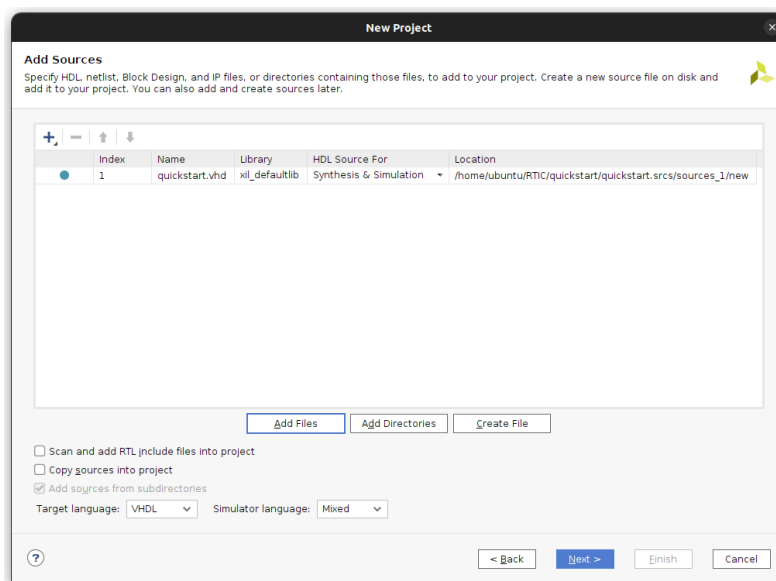 New Project
Add Sources
Specify HDL, netlist, Block Design, and IP files, or directories containing those files, to add to your project. Create a new source file on disk and
add it to your project. You can also add and create sources later.
Index Name Library HDL Source For Location
1 quickstart.vhd xil_defaultlib Synthesis & Simulation /home/ubuntu/RTIC/quickstart/quickstart.srcs/sources_1/new
Add Files Add Directories Create File
Scan and add RTL include files into project
Copy sources into project
Add sources from subdirectories
Target language: VHDL Simulator language: Mixed
? < Back Next > Finish Cancel